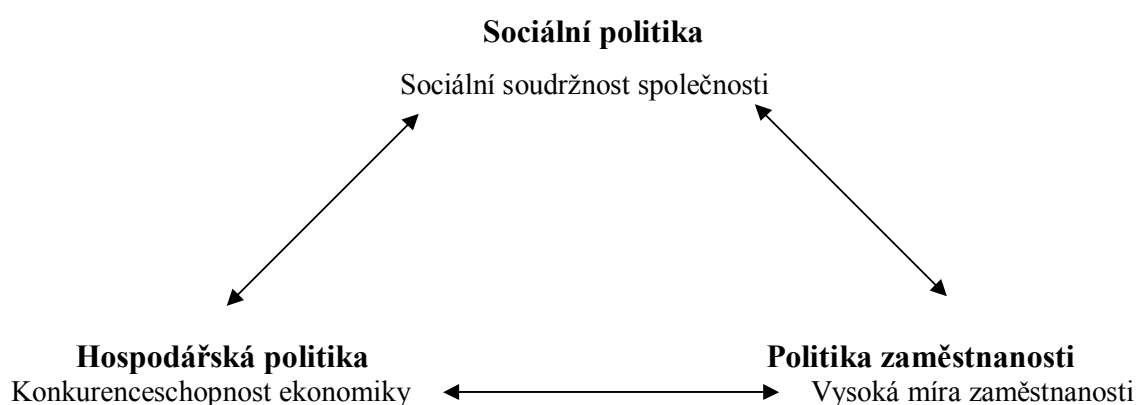 Sociální politika
Sociální soudržnost společnosti
Hospodářská politika
Konkurenceschopnost ekonomiky
Politika zaměstnanosti
Vysoká míra zaměstnanosti